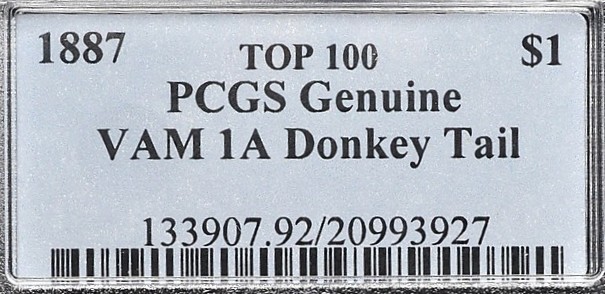 1887 TOP 100 $1
PCGS Genuine
VAM 1A Donkey Tail
133907.92/20993927